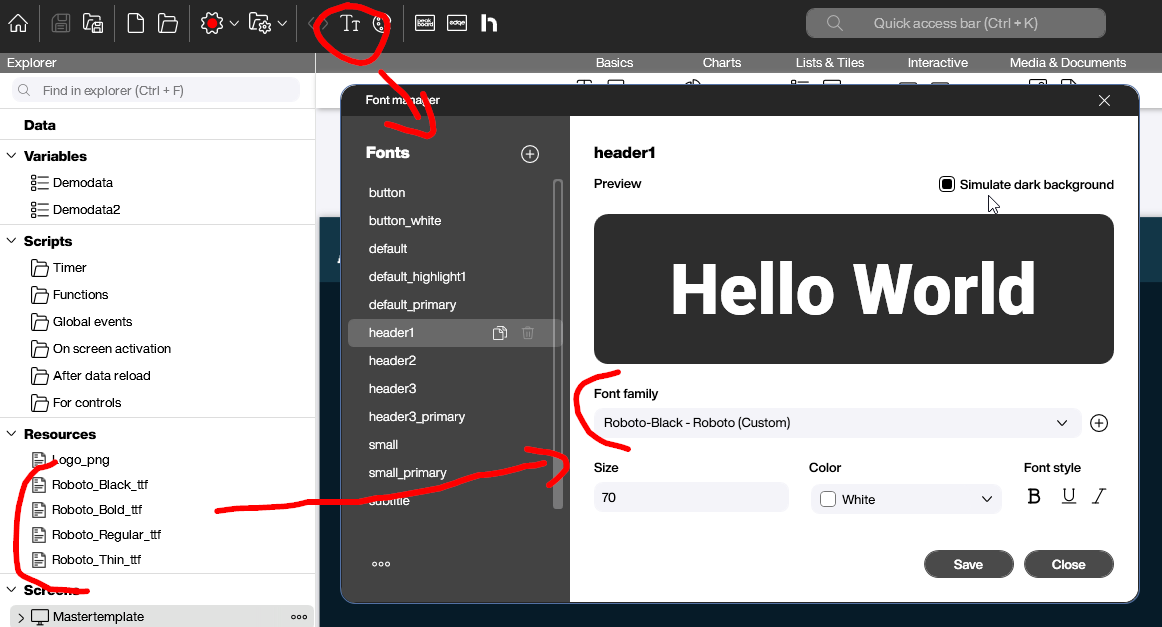 Tt
peak board
edge
h
Quick access bar (Ctrl + K)
Explorer
Basics
Charts
Lists & Tiles
Interactive
Media & Documents
Find in explorer (Ctrl + F)
Data
Variables
Demodata
Demodata2
Scripts
Timer
Functions
Global events
On screen activation
After data reload
For controls
Resources
Logo_png
Roboto_Black_ttf
Roboto_Bold_ttf
Roboto_Regular_ttf
Roboto_Thin_ttf
Screens
Mastertemplate
Font manager
Fonts
button
button_white
default
default_highlight1
default_primary
header1
header2
header3
header3_primary
small
small_primary
subtitle
header1
Preview
Simulate dark background
Hello World
Font family
Roboto-Black - Roboto (Custom)
Size
Color
Font style
70
White
B U I
Save
Close